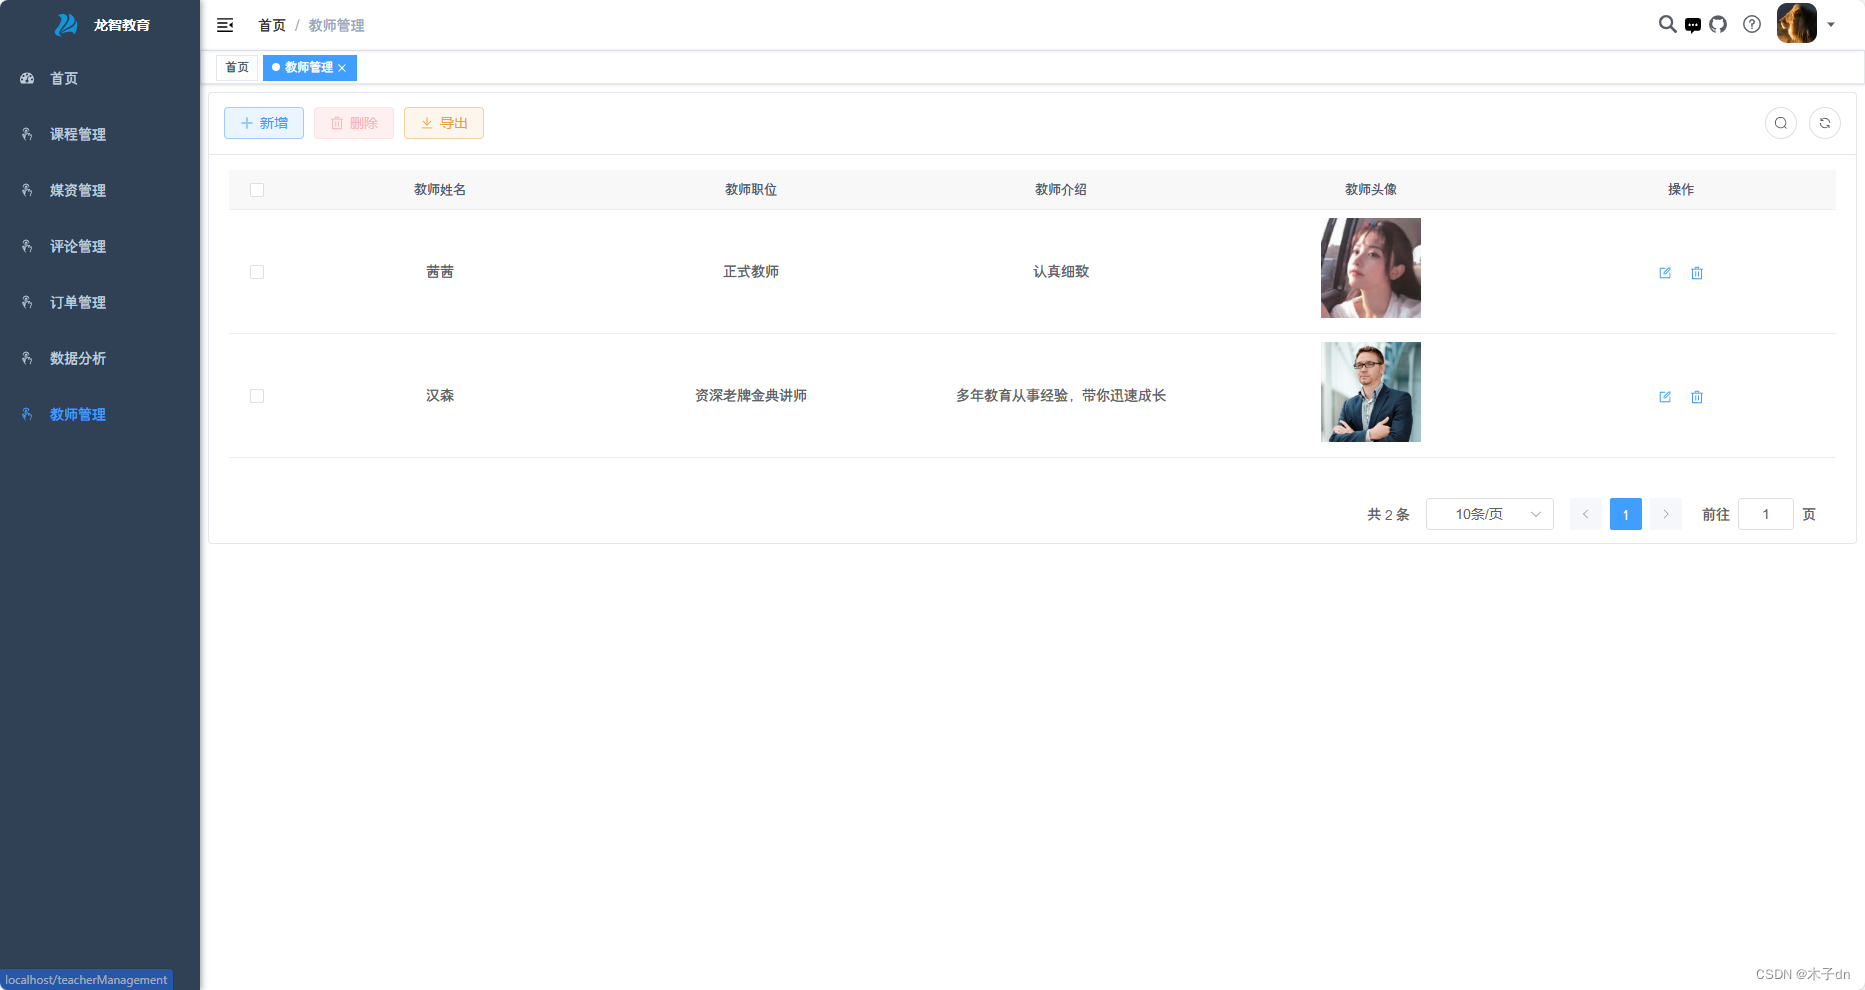 龙智教育
首页 / 教师管理
首页
教师管理
首页
课程管理
媒资管理
评论管理
订单管理
数据分析
教师管理
新增 删除 导出
教师姓名 教师职位 教师介绍 教师头像 操作
茜茜 正式教师 认真细致
汉森 资深老牌金典讲师 多年教育从事经验，带你迅速成长
共 2 条 10条/页 1 前往 1 页
localhost/teacherManagement
CSDN @木子dn